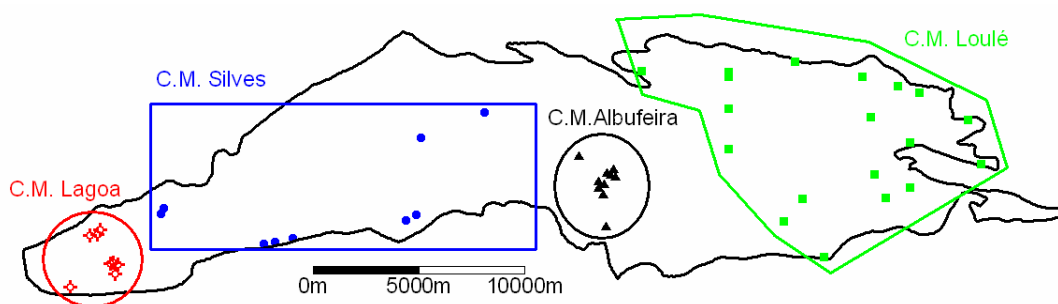 C.M. Loulé
C.M. Silves
C.M.Albufeira
C.M. Lagoa
0m 5000m 10000m